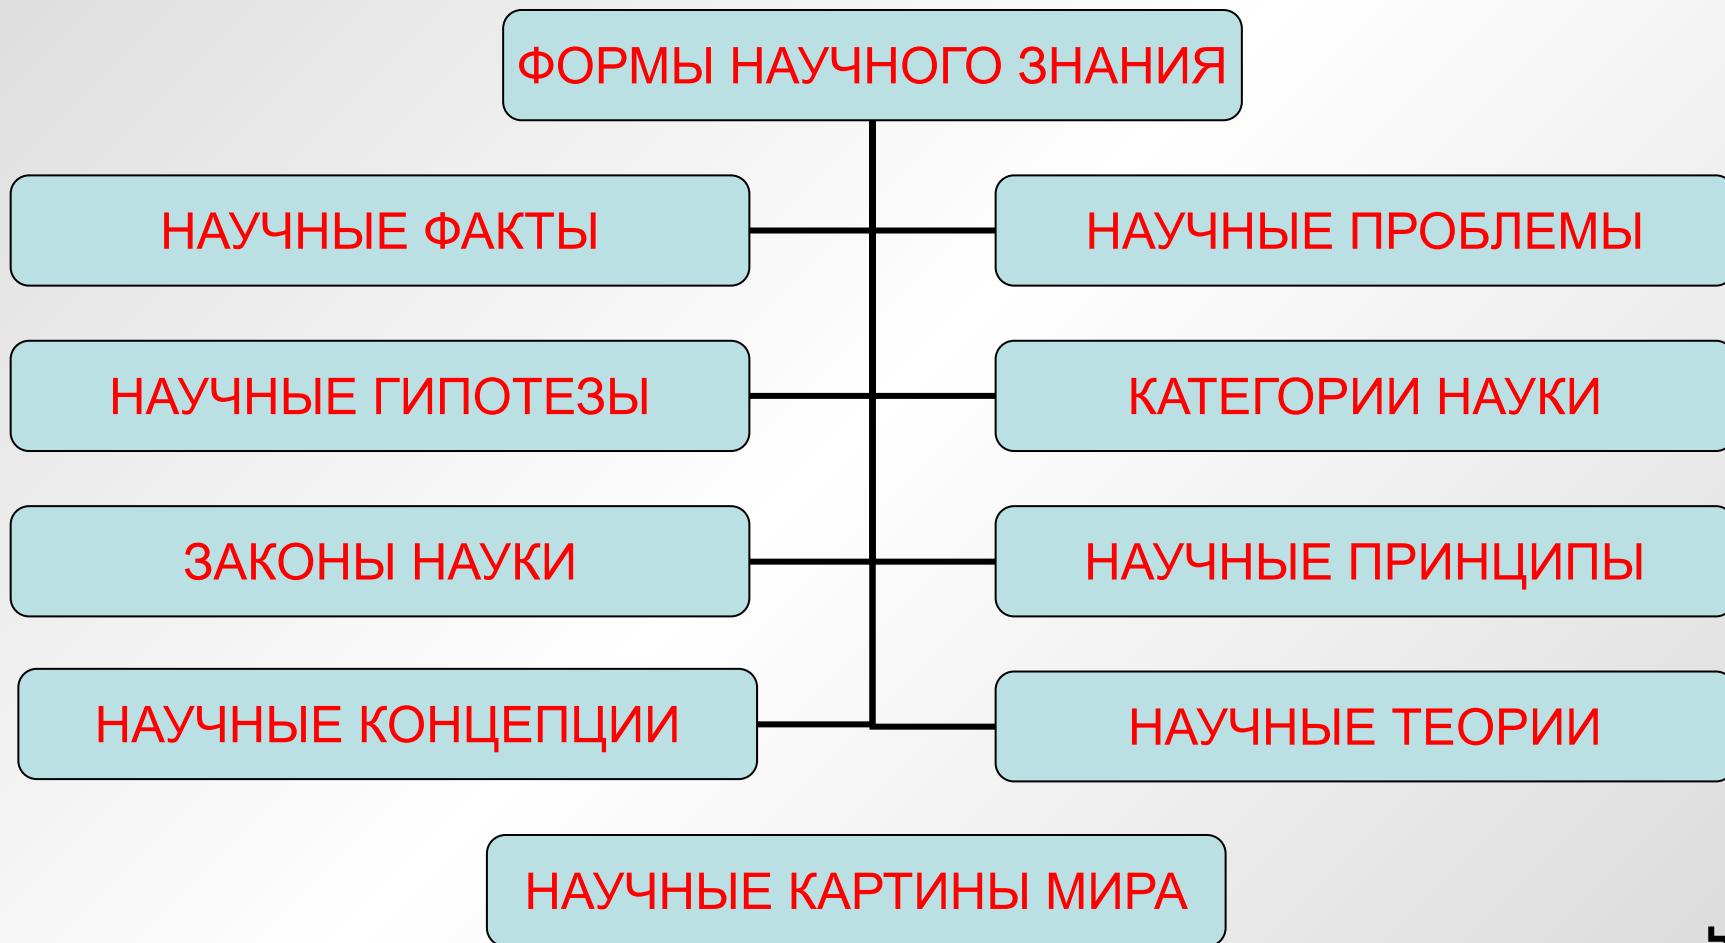 ФОРМЫ НАУЧНОГО ЗНАНИЯ
НАУЧНЫЕ ФАКТЫ
НАУЧНЫЕ ПРОБЛЕМЫ
НАУЧНЫЕ ГИПОТЕЗЫ
КАТЕГОРИИ НАУКИ
ЗАКОНЫ НАУКИ
НАУЧНЫЕ ПРИНЦИПЫ
НАУЧНЫЕ КОНЦЕПЦИИ
НАУЧНЫЕ ТЕОРИИ
НАУЧНЫЕ КАРТИНЫ МИРА